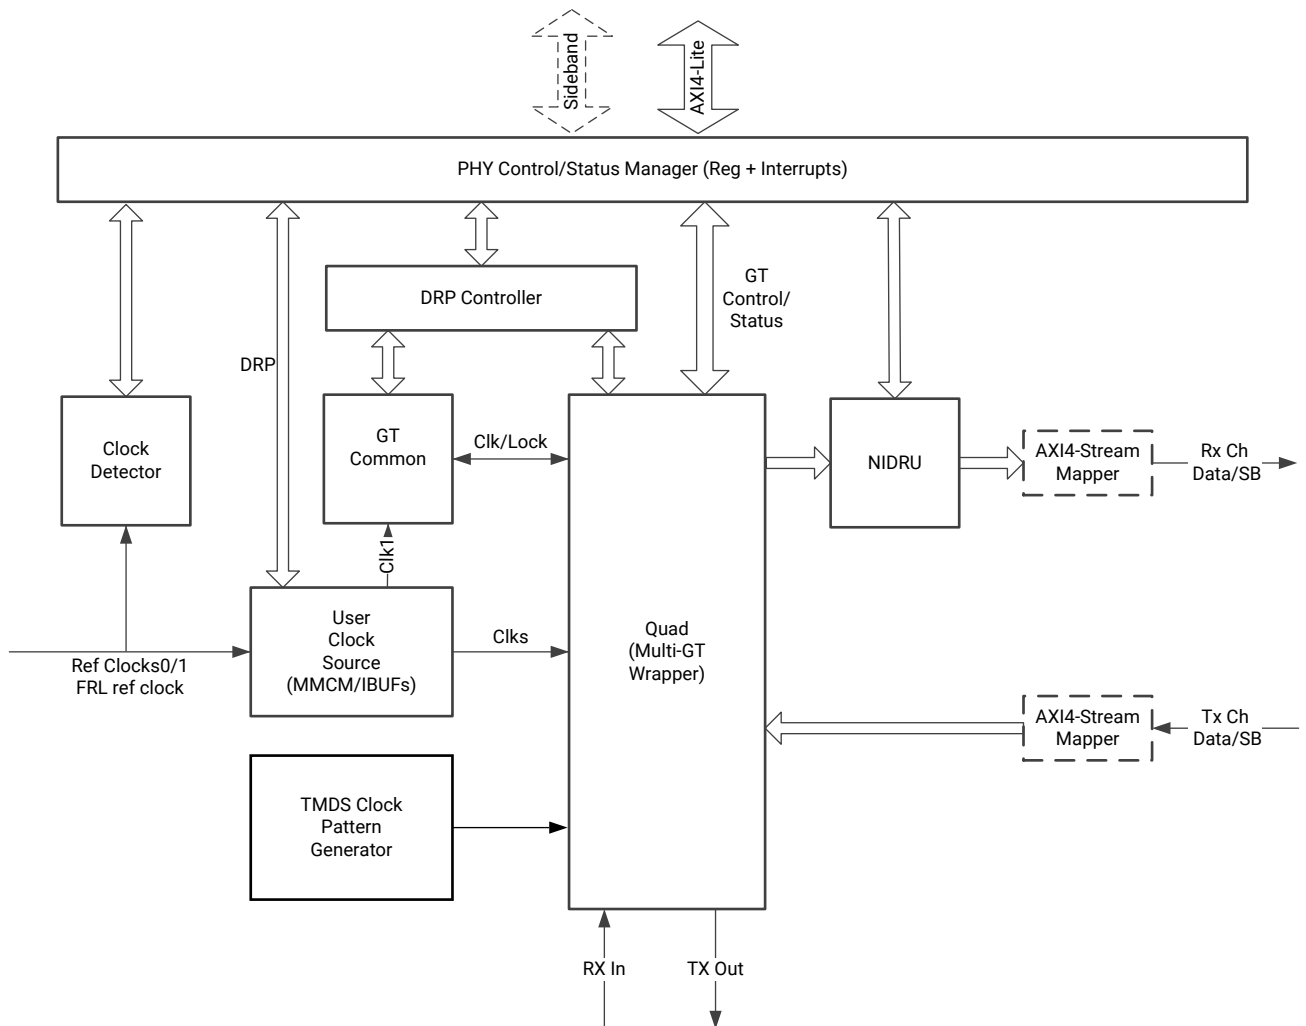 Sideband
AXI4-Lite
PHY Control/Status Manager (Reg + Interrupts)
DRP Controller
GT
Control/
Status
DRP
Clock
Detector
GT
Common
Clk/Lock
NIDRU
AXI4-Stream
Mapper
Rx Ch
Data/SB
Clk1
User
Clock
Source
(MMCM/IBUFs)
Clks
Quad
(Multi-GT
Wrapper)
Ref Clocks0/1
FRL ref clock
AXI4-Stream
Mapper
Tx Ch
Data/SB
TMDS Clock
Pattern
Generator
RX In
TX Out